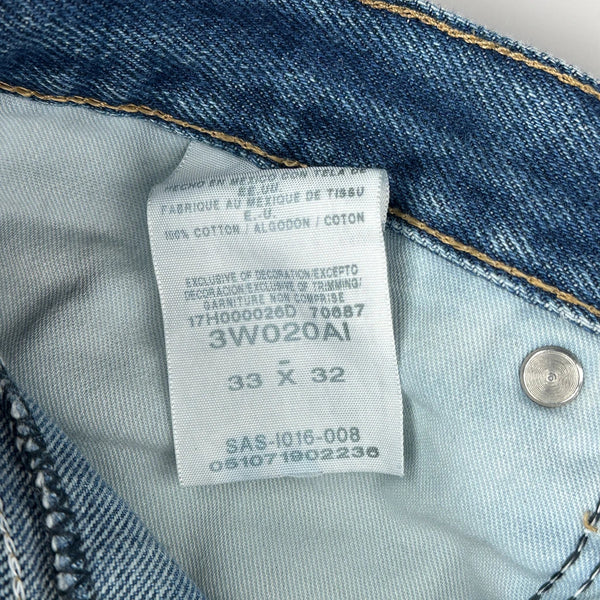 HECHO EN MEXICO CON TELA DE
EE.UU.
FABRIQUE AU MEXIQUE DE TISSU
E.-U.
100% COTTON / ALGODON / COTON
EXCLUSIVE OF DECORATION/EXCEPTO
DECORACION/EXCLUSIVE OF TRIMMING/
GARNITURE NON COMPRISE
17H000026D 70687
3W020AI
33 X 32
SAS-I016-008
051071902236